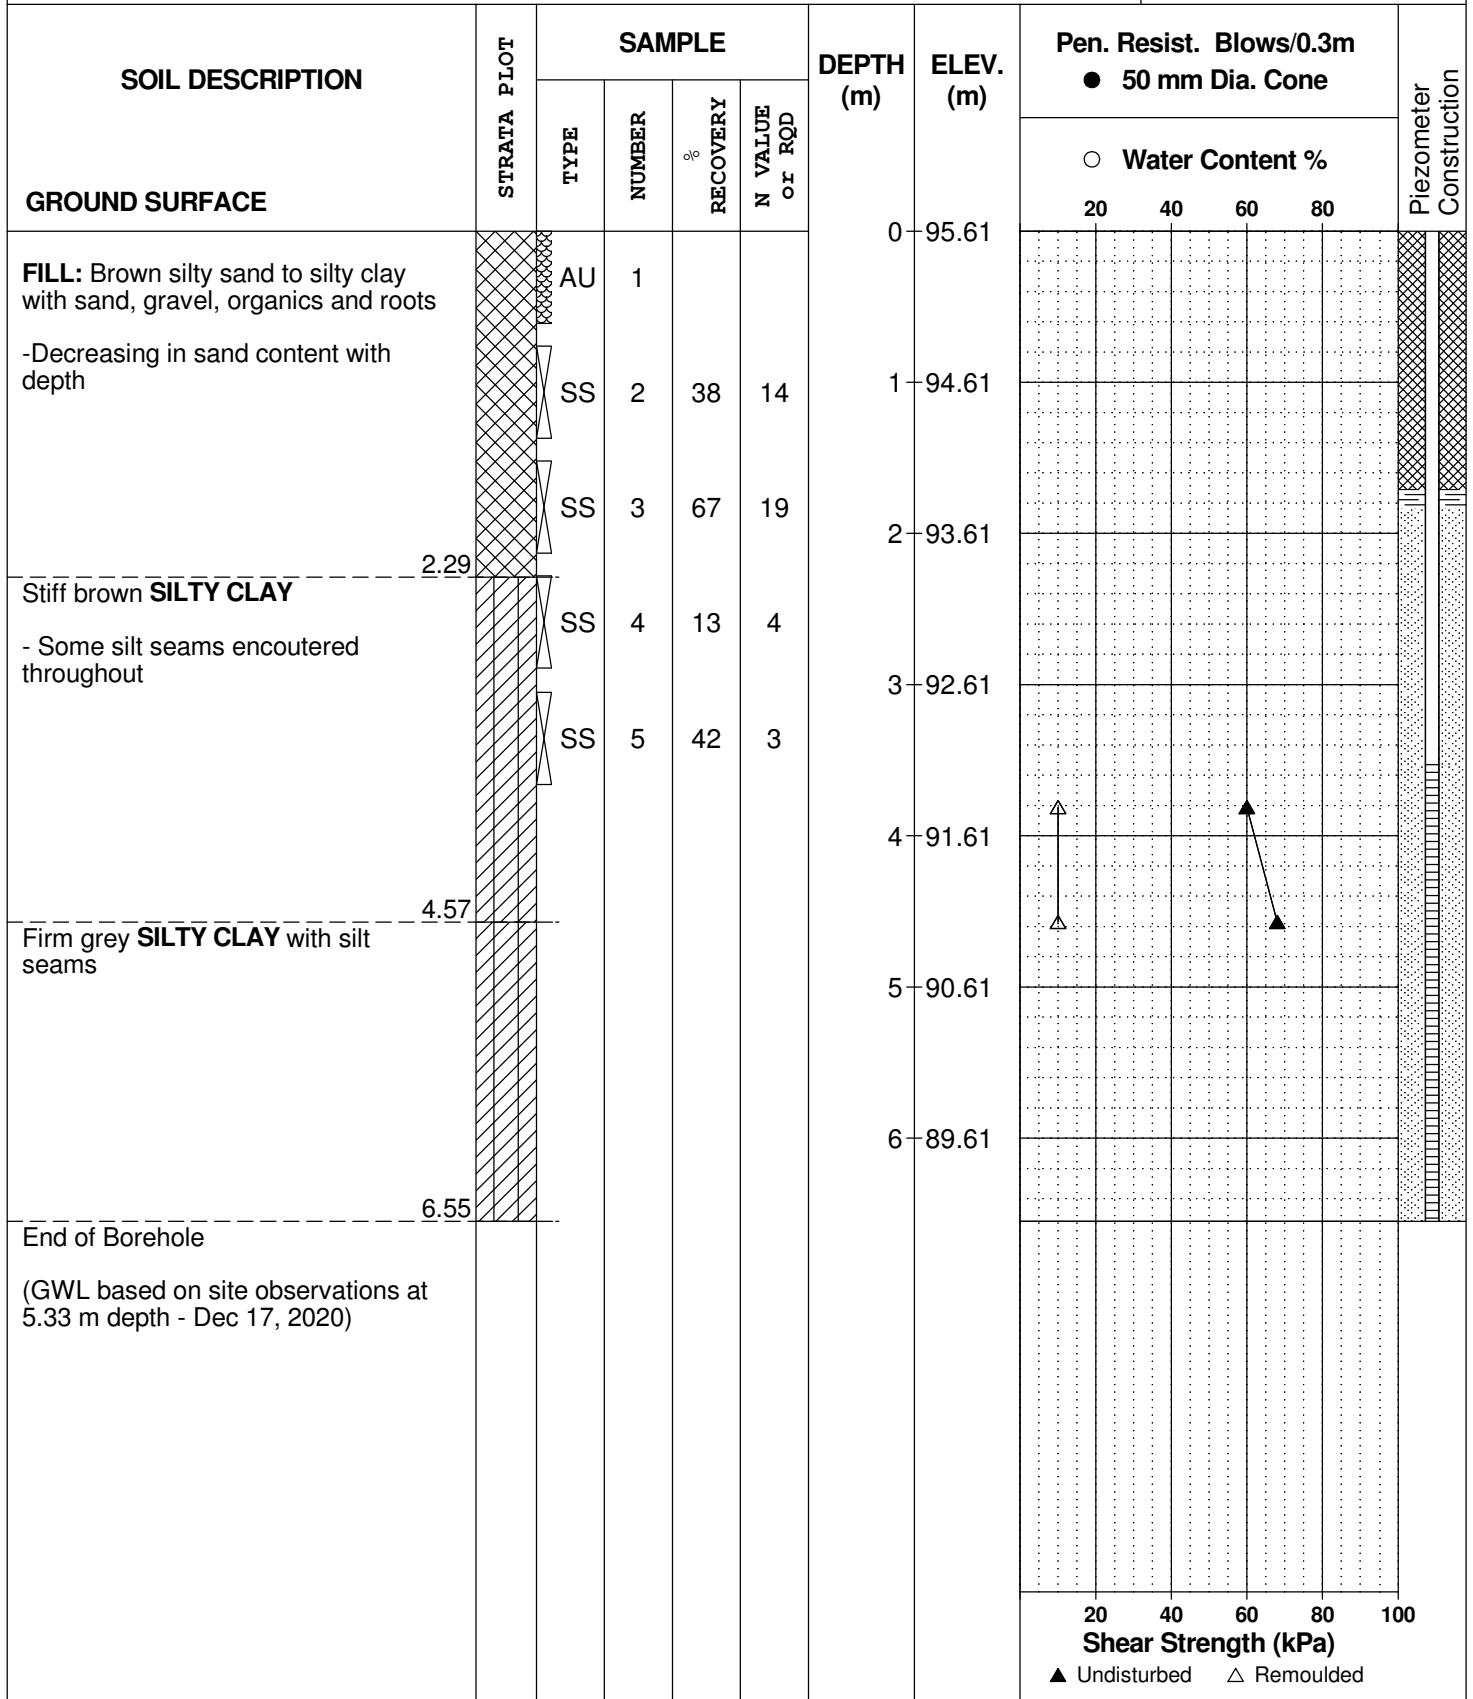 SOIL DESCRIPTION
GROUND SURFACE
STRATA PLOT
SAMPLE
TYPE
NUMBER
%
RECOVERY
N VALUE
or RQD
DEPTH
(m)
ELEV.
(m)
Pen. Resist. Blows/0.3m
● 50 mm Dia. Cone
○ Water Content %
20 40 60 80
Piezometer
Construction
0 95.61
FILL: Brown silty sand to silty clay
with sand, gravel, organics and roots
AU 1
-Decreasing in sand content with
depth
1 94.61
SS 2 38 14
SS 3 67 19
2 93.61
2.29
Stiff brown SILTY CLAY
- Some silt seams encoutered
throughout
SS 4 13 4
3 92.61
SS 5 42 3
4 91.61
4.57
Firm grey SILTY CLAY with silt
seams
5 90.61
6 89.61
6.55
End of Borehole
(GWL based on site observations at
5.33 m depth - Dec 17, 2020)
20 40 60 80 100
Shear Strength (kPa)
▲ Undisturbed △ Remoulded